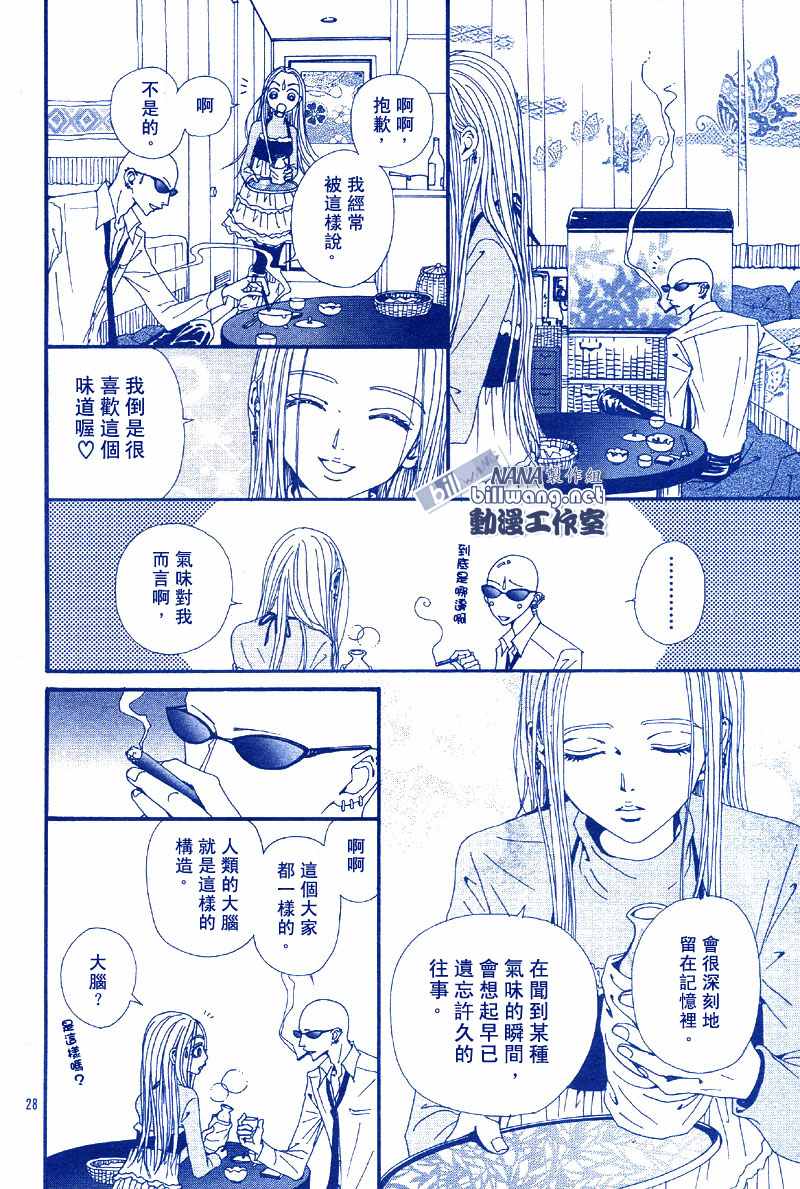 啊啊，
抱歉，
我經常
被這樣說。
啊
不是的。
我倒是很
喜歡這個
味道喔♡
bill wang
NANA製作組
billwang.net
動漫工作室
…………
到底是哪邊啊
氣味對我
而言啊，
會很深刻地
留在記憶裡。
在聞到某種
氣味的瞬間，
會想起早已
遺忘許久的
往事。
啊啊
這個大家
都一樣的。
人類的大腦
就是這樣的
構造。
大腦？
是這樣嗎？
28